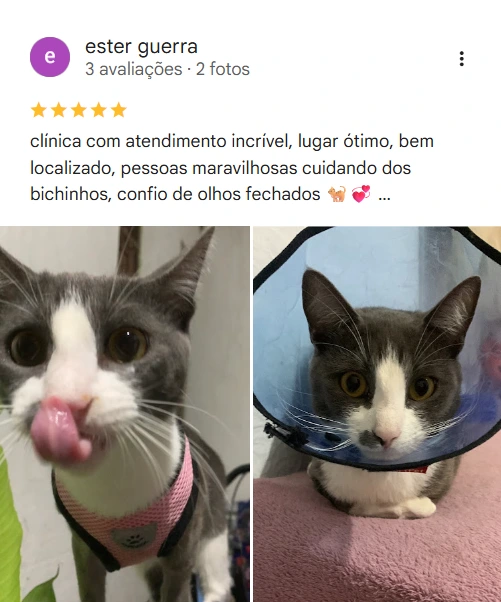 e
ester guerra
3 avaliações · 2 fotos
clínica com atendimento incrível, lugar ótimo, bem
localizado, pessoas maravilhosas cuidando dos
bichinhos, confio de olhos fechados 🐈 💞 ...